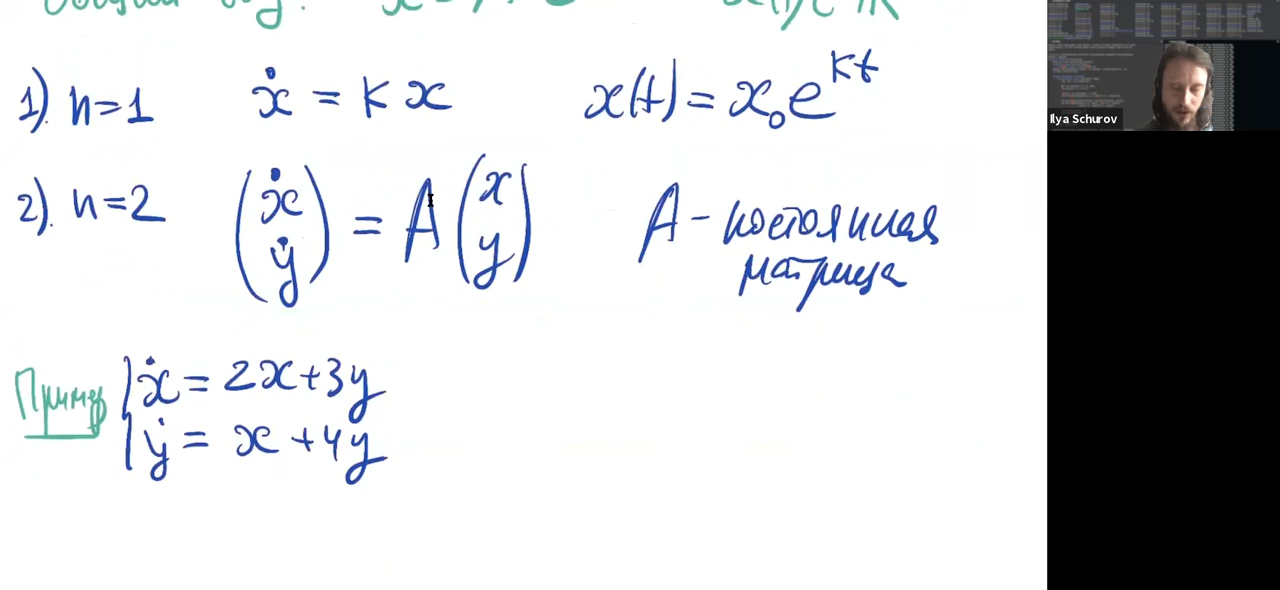 1). n=1 ẋ = kx x(t) = x₀e^{kt}
2). n=2 (ẋ ẏ) = A (x y) A - постоянная
матрица
Пример ẋ = 2x+3y
ẏ = x+4y
Ilya Schurov